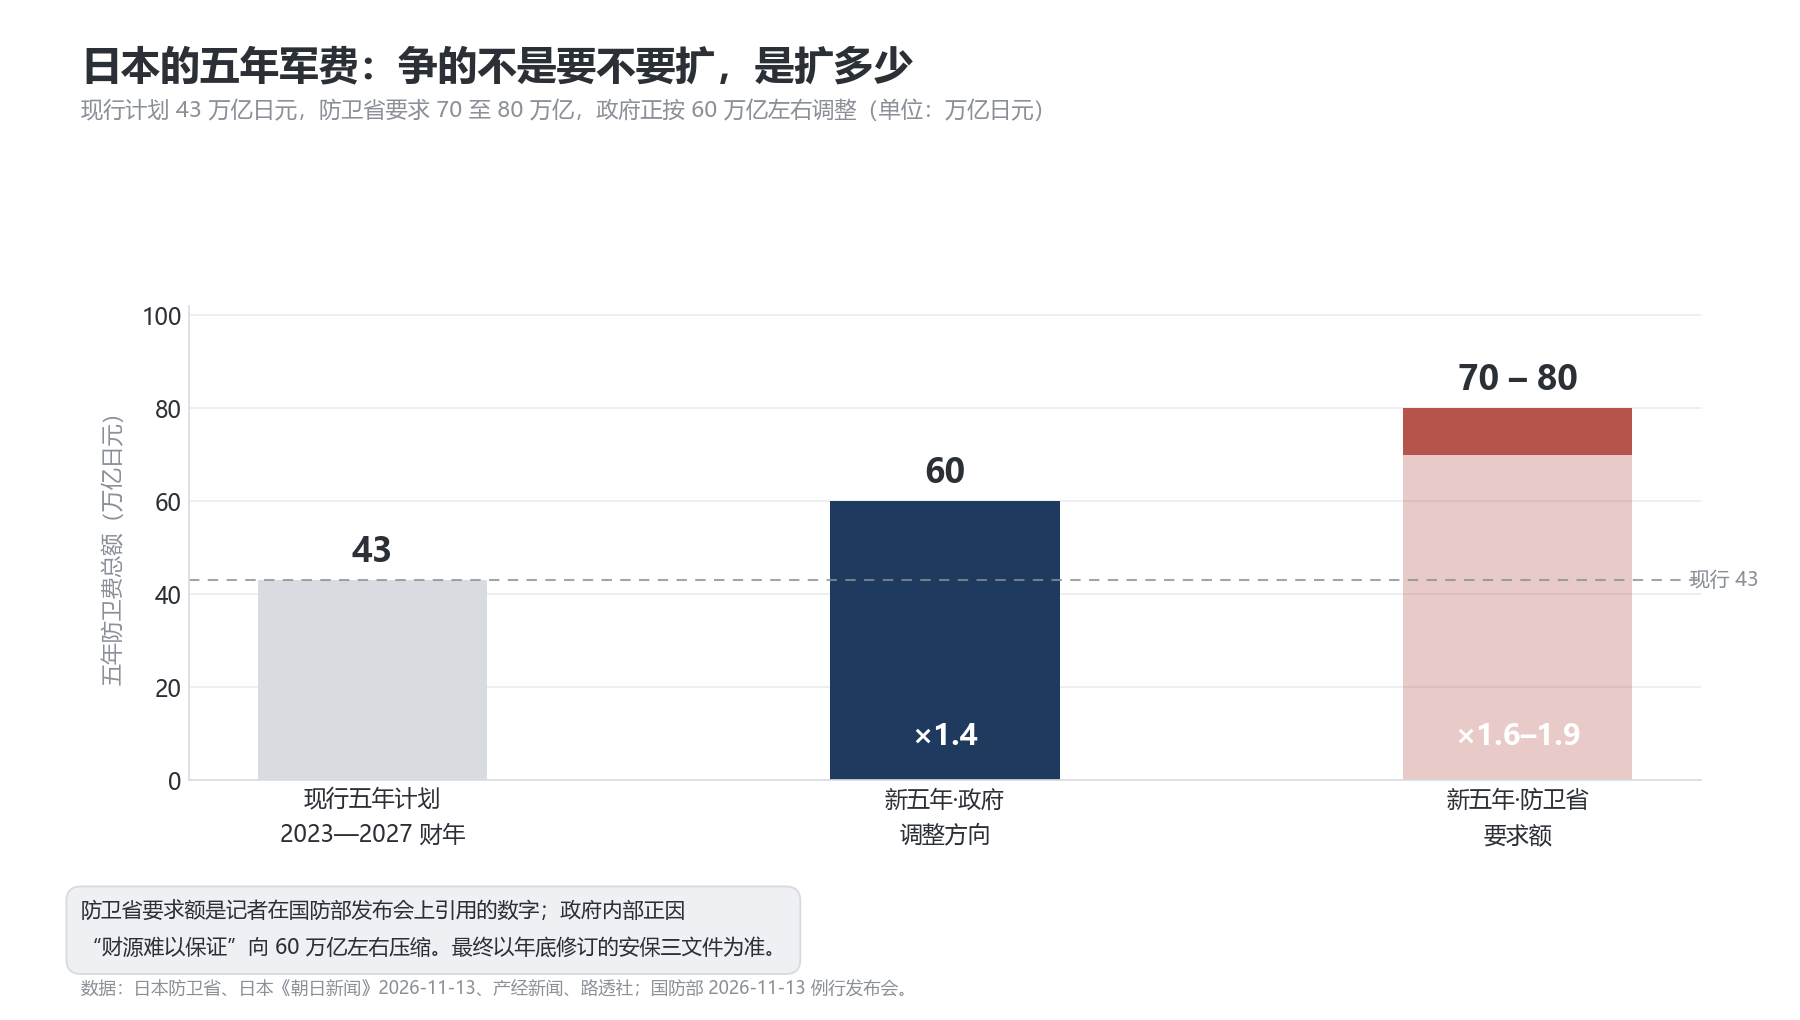 日本的五年军费：争的不是要不要扩，是扩多少
现行计划 43 万亿日元，防卫省要求 70 至 80 万亿，政府正按 60 万亿左右调整（单位：万亿日元）
五年防卫费总额（万亿日元）
100
80
60
40
20
0
43
60
70 – 80
现行 43
×1.4
×1.6–1.9
现行五年计划
2023—2027 财年
新五年·政府
调整方向
新五年·防卫省
要求额
防卫省要求额是记者在国防部发布会上引用的数字；政府内部正因
“财源难以保证”向 60 万亿左右压缩。最终以年底修订的安保三文件为准。
数据：日本防卫省、日本《朝日新闻》2026-11-13、产经新闻、路透社；国防部 2026-11-13 例行发布会。